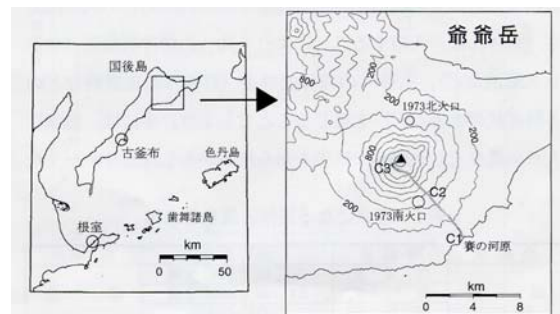 国後島
古釜布
色丹島
根室
歯舞諸島
km
0 50
爺爺岳
800
200
200
1973北火口
200
800
C3
C2
200
1973南火口
C1
賽の河原
km
0 4 8